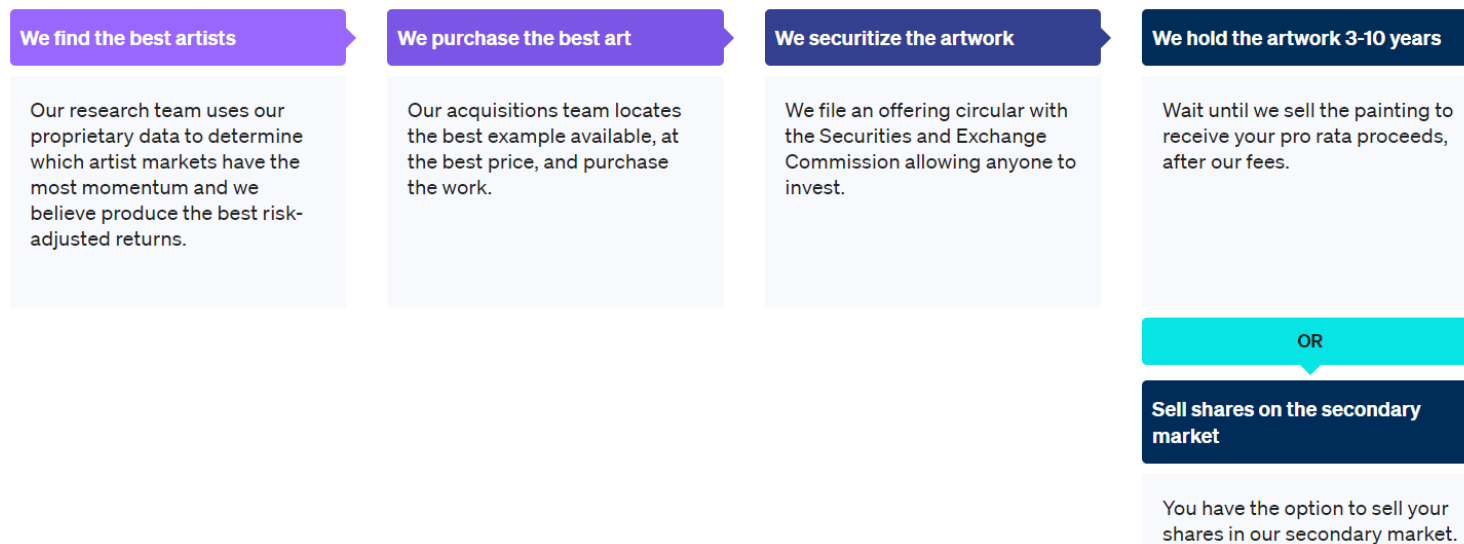 We find the best artists
Our research team uses our
proprietary data to determine
which artist markets have the
most momentum and we
believe produce the best risk-
adjusted returns.
We purchase the best art
Our acquisitions team locates
the best example available, at
the best price, and purchase
the work.
We securitize the artwork
We file an offering circular with
the Securities and Exchange
Commission allowing anyone to
invest.
We hold the artwork 3-10 years
Wait until we sell the painting to
receive your pro rata proceeds,
after our fees.
OR
Sell shares on the secondary
market
You have the option to sell your
shares in our secondary market.